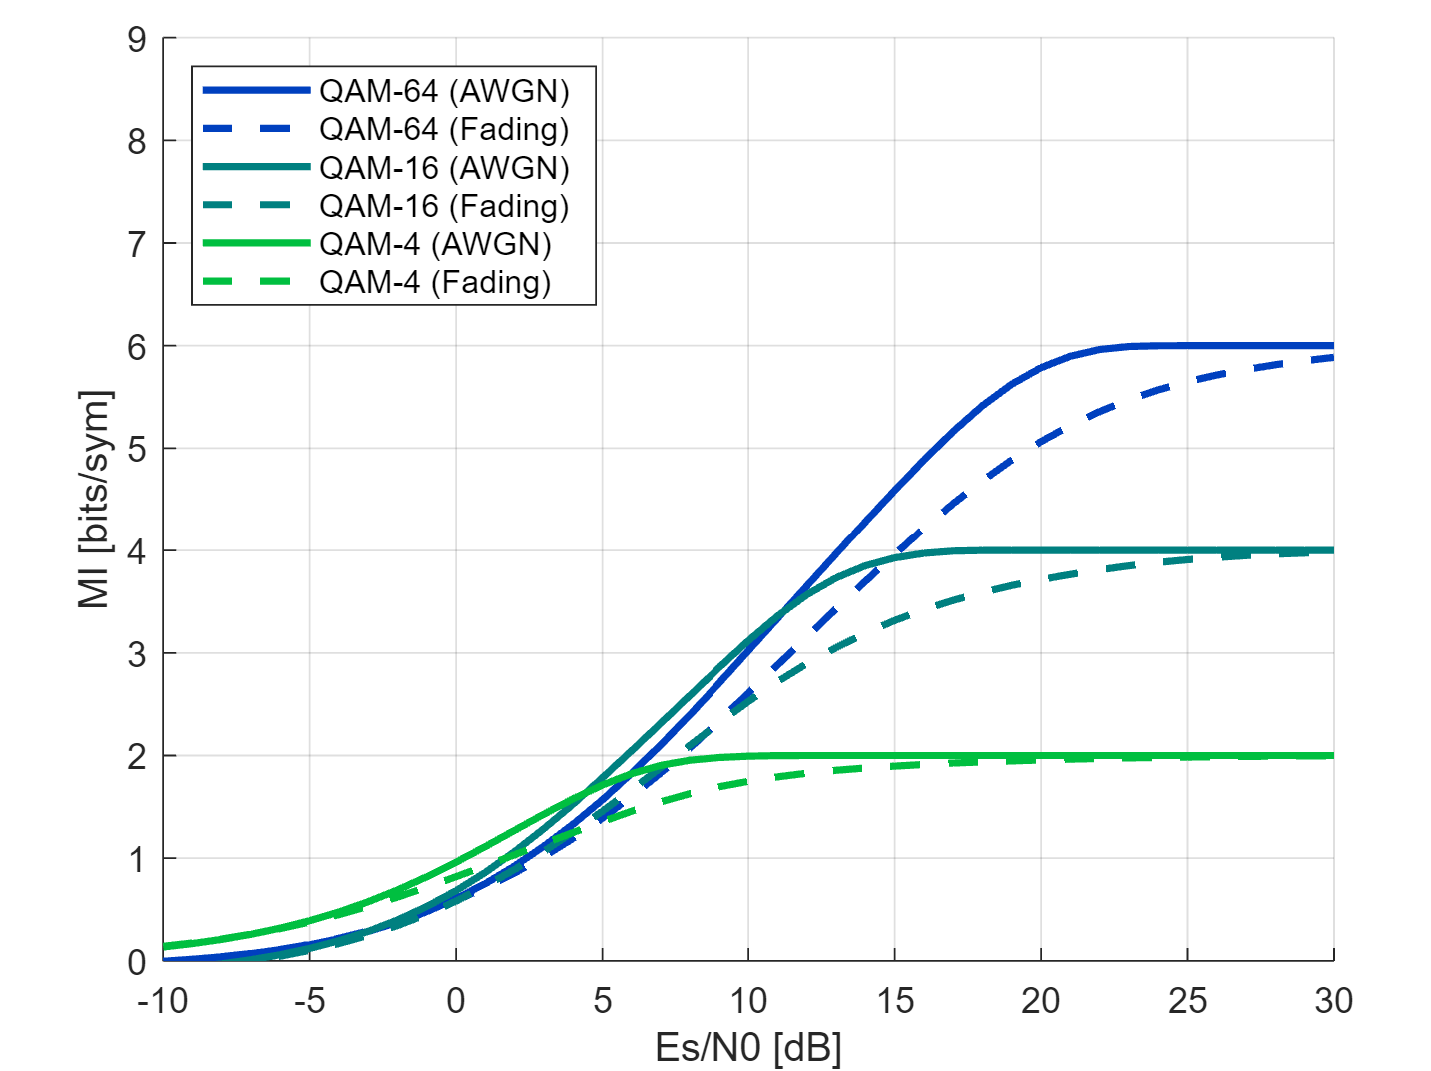 9
8
7
6
5
4
3
2
1
0
MI [bits/sym]
QAM-64 (AWGN)
QAM-64 (Fading)
QAM-16 (AWGN)
QAM-16 (Fading)
QAM-4 (AWGN)
QAM-4 (Fading)
-10 -5 0 5 10 15 20 25 30
Es/N0 [dB]